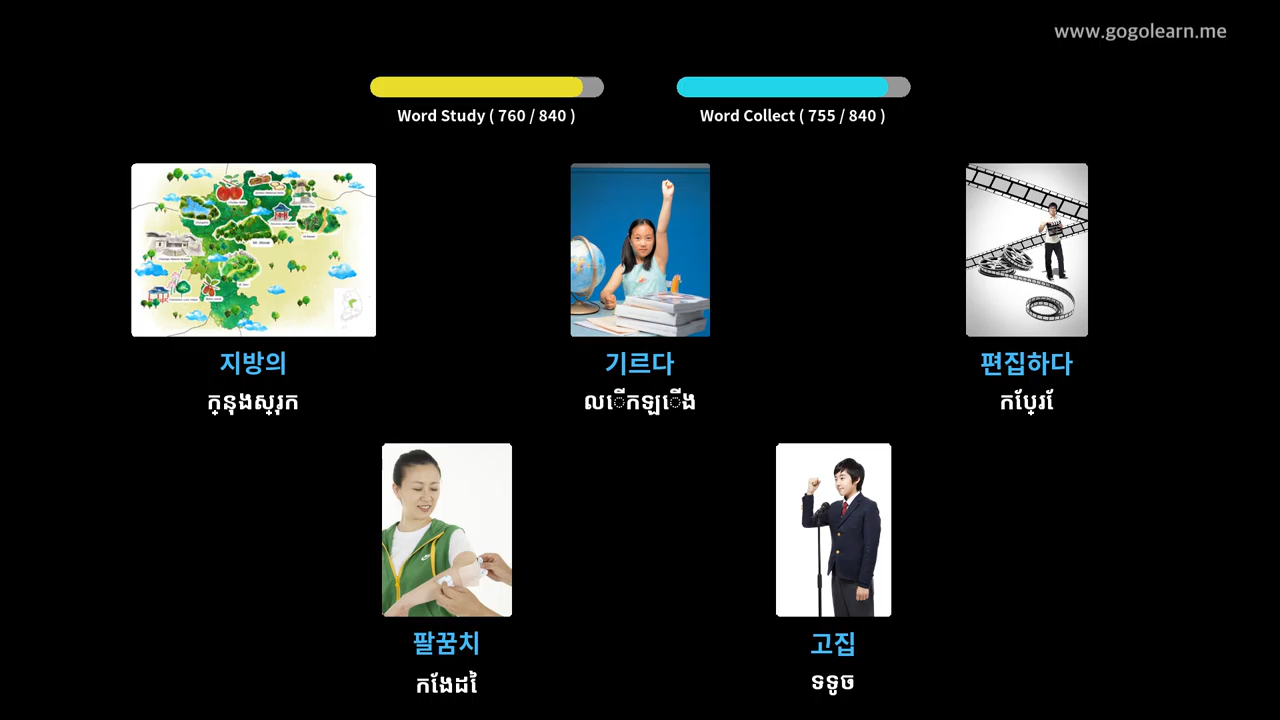 www.gogolearn.me
Word Study ( 760 / 840 )
Word Collect ( 755 / 840 )
지방의
기르다
편집하다
ក្នុងស្រុក
លើកឡើង
កែប្រែ
팔꿈치
고집
កែងដៃ
ទទូច